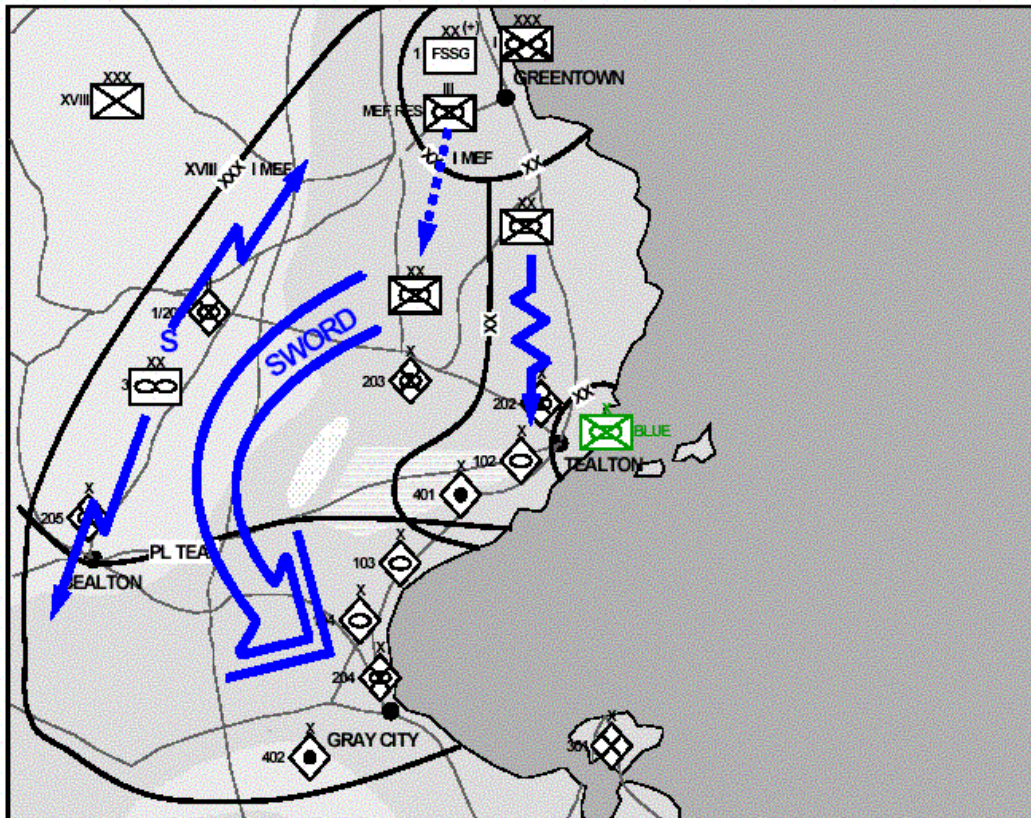 XX (+)
XXX
1 FSSG
I
GREENTOWN
XXX
XVIII
III
MEF RES
XVIII XXX I MEF
XX I MEF
XX
XX
XX
SWORD
XX
1/20
S
XX
3
X
203
X
202
XX
X
BLUE
TEALTON
X
102
X
401
X
205
PL TEA
EALTON
X
103
X
4
X
204
GRAY CITY
X
402
X
301